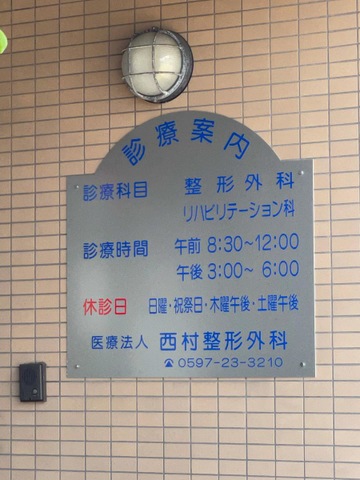 診療案内
診療科目 整形外科
リハビリテーション科
診療時間 午前 8:30~12:00
午後 3:00~ 6:00
休診日 日曜・祝祭日・木曜午後・土曜午後
医療法人 西村整形外科
☎ 0597-23-3210